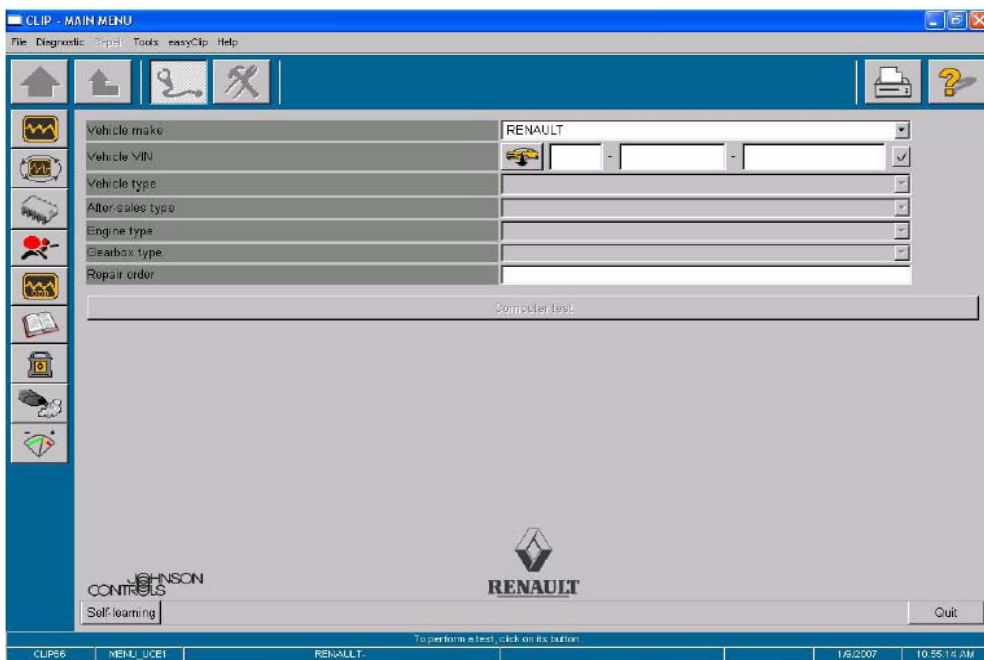 CLIP - MAIN MENU
File Diagnostic Repair Tools easyClip Help
Vehicle make RENAULT
Vehicle VIN - -
Vehicle type
After-sales type
Engine type
Gearbox type
Repair order
Computer test
JOHNSON
CONTROLS
RENAULT
Self-learning Quit
To perform a test, click on its button.
CLIP66 MENU_UCE1 RENAULT- 1/9/2007 10:55:14 AM